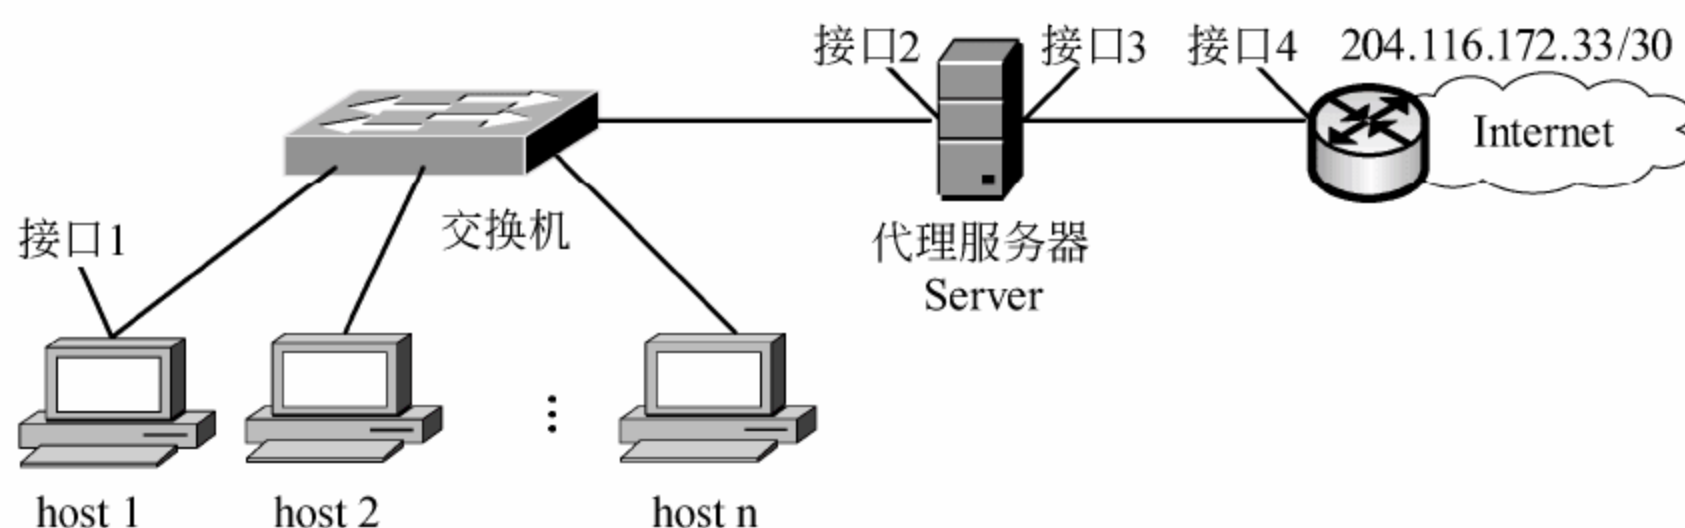 接口2
接口3
接口4
204.116.172.33/30
Internet
接口1
交换机
代理服务器
Server
host 1
host 2
host n